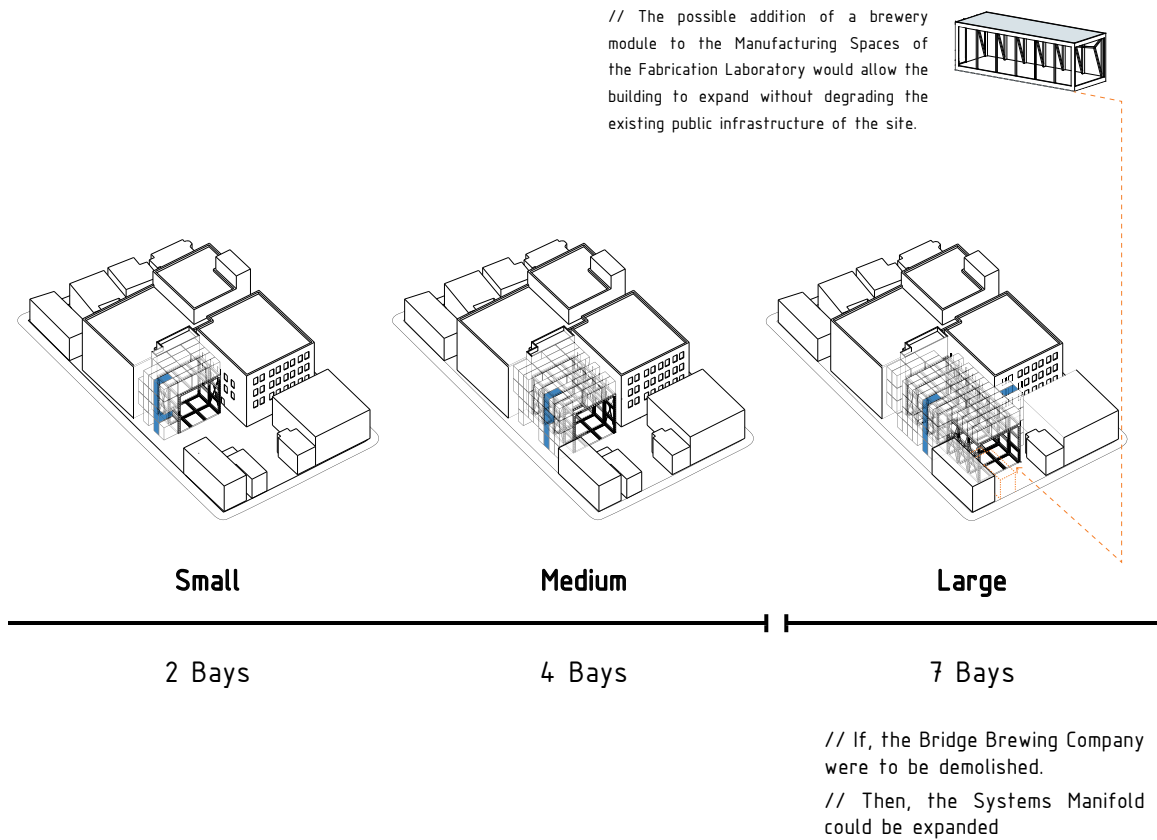 // The possible addition of a brewery
module to the Manufacturing Spaces of
the Fabrication Laboratory would allow the
building to expand without degrading the
existing public infrastructure of the site.
Small
Medium
Large
2 Bays
4 Bays
7 Bays
// If, the Bridge Brewing Company
were to be demolished.
// Then, the Systems Manifold
could be expanded